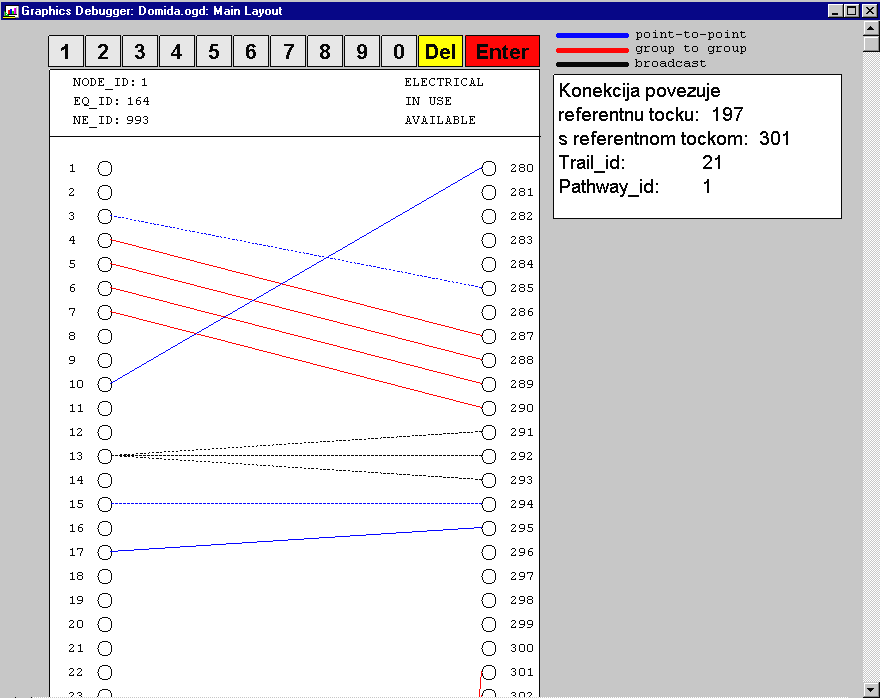 Graphics Debugger: Domida.ogd: Main Layout
1 2 3 4 5 6 7 8 9 0 Del Enter
point-to-point
group to group
broadcast
NODE_ID: 1 ELECTRICAL
EQ_ID: 164 IN USE
NE_ID: 993 AVAILABLE
Konekcija povezuje
referentnu tocku: 197
s referentnom tockom: 301
Trail_id: 21
Pathway_id: 1
1 280
2 281
3 282
4 283
5 284
6 285
7 286
8 287
9 288
10 289
11 290
12 291
13 292
14 293
15 294
16 295
17 296
18 297
19 298
20 299
21 300
22 301
23 302